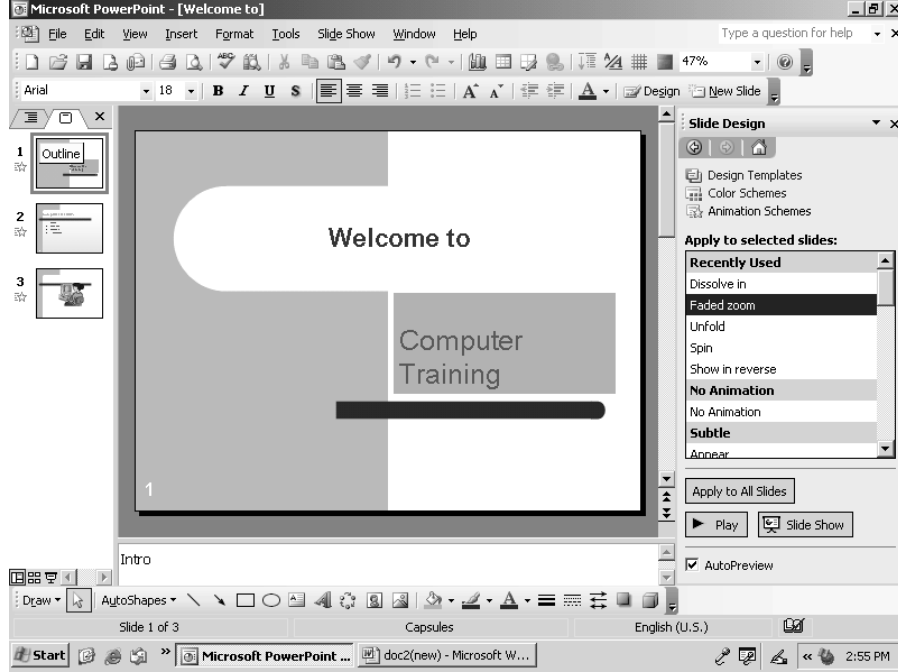 Microsoft PowerPoint - [Welcome to]
File Edit View Insert Format Tools Slide Show Window Help Type a question for help
47%
Arial 18 B I U S A Design New Slide
1 Outline
2
3
Welcome to
Computer
Training
1
Intro
Slide Design
Design Templates
Color Schemes
Animation Schemes
Apply to selected slides:
Recently Used
Dissolve in
Faded zoom
Unfold
Spin
Show in reverse
No Animation
No Animation
Subtle
Appear
Apply to All Slides
Play Slide Show
AutoPreview
Draw AutoShapes
Slide 1 of 3 Capsules English (U.S.)
Start Microsoft PowerPoint ... doc2(new) - Microsoft W... 2:55 PM